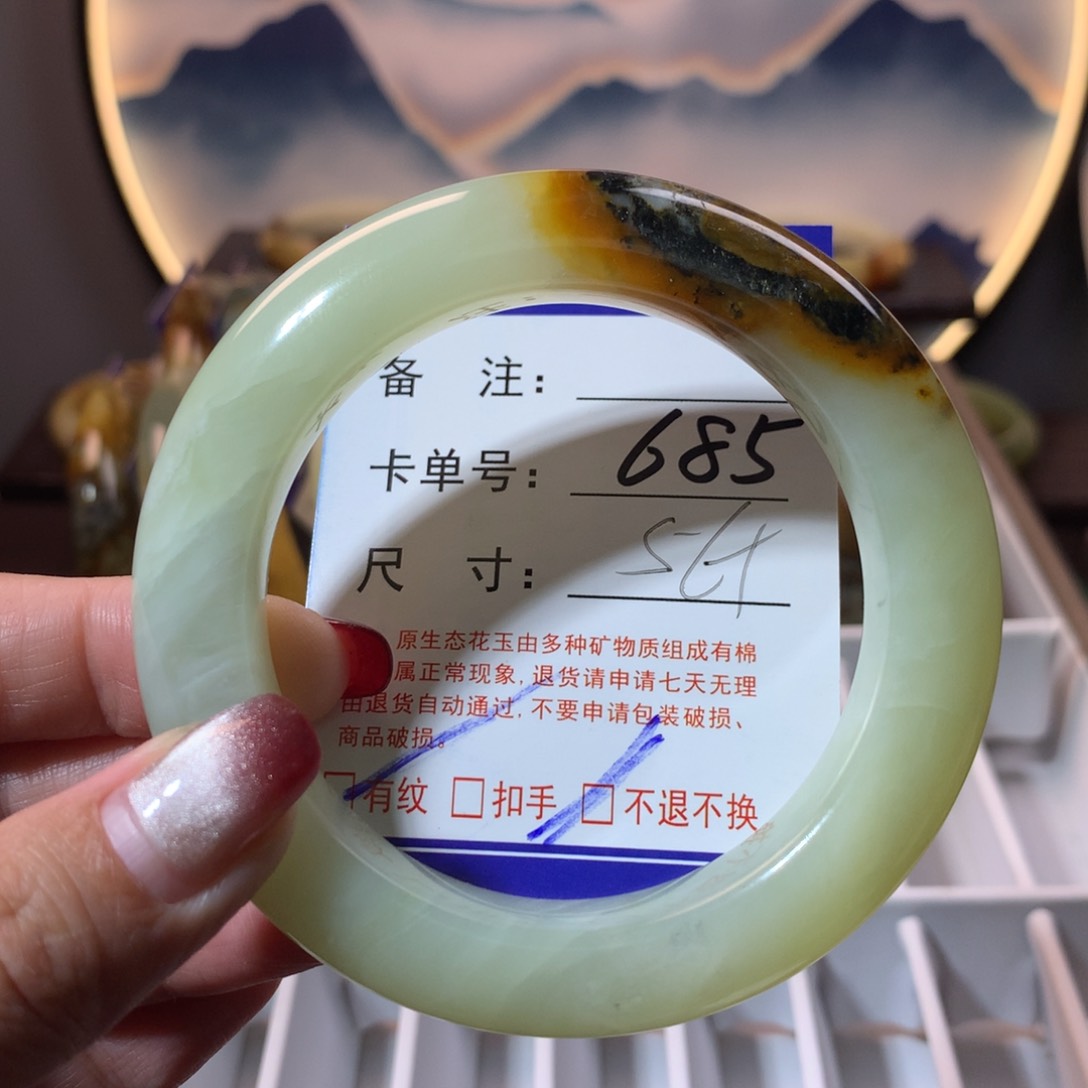 备 注：
卡单号： 685
尺 寸：
原生态花玉由多种矿物质组成有棉
属正常现象，退货请申请七天无理
由退货自动通过，不要申请包装破损、
商品破损。
□有纹 □扣手 □不退不换